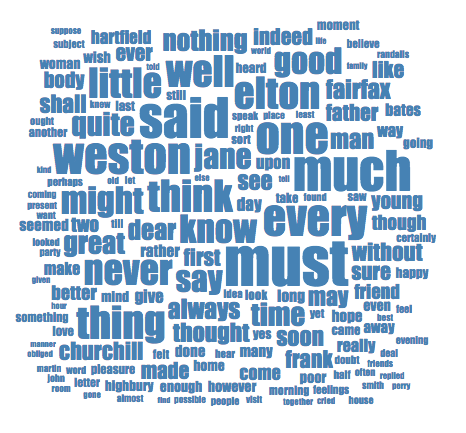 suppose moment
subject hartfield nothing indeed life believe
woman wish ever world randalls
body told well heard good family like
little elton fairfax
shall knew last still father bates
ought said speak place least
another quite right one man way going
sort
weston jane upon much
kind else see tell
perhaps old let
coming might think day take found saw young
present
want know every though
seemed two till dear certainly
looked great rather first must without
party
make never say sure happy
given
better mind give idea look long may friend
hour always time yet even feel
something thing hope best
love thought yes soon came away
manner really evening
obliged churchill felt done hear many frank doubt deal
friends
martin word pleasure made home come half often replied
john letter highbury enough however poor smith perry
room morning feelings
gone almost find possible people visit together cried house